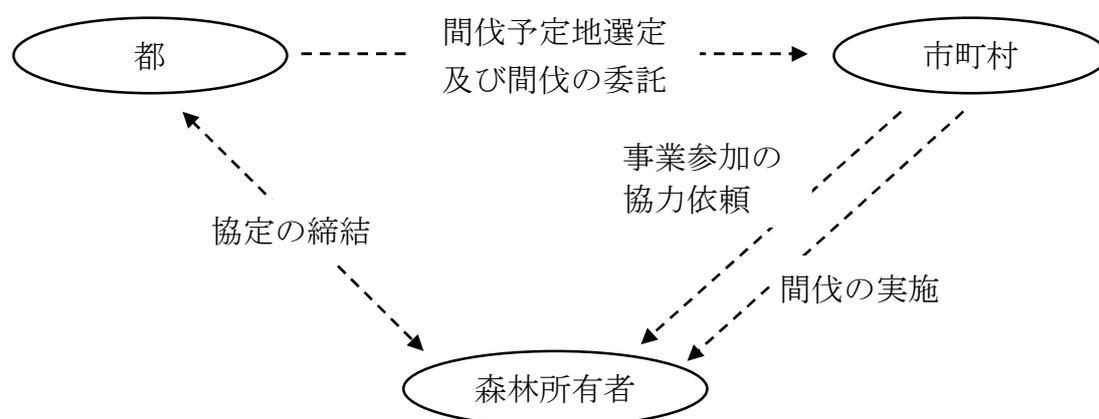 都
間伐予定地選定
及び間伐の委託
市町村
事業参加の
協力依頼
協定の締結
間伐の実施
森林所有者